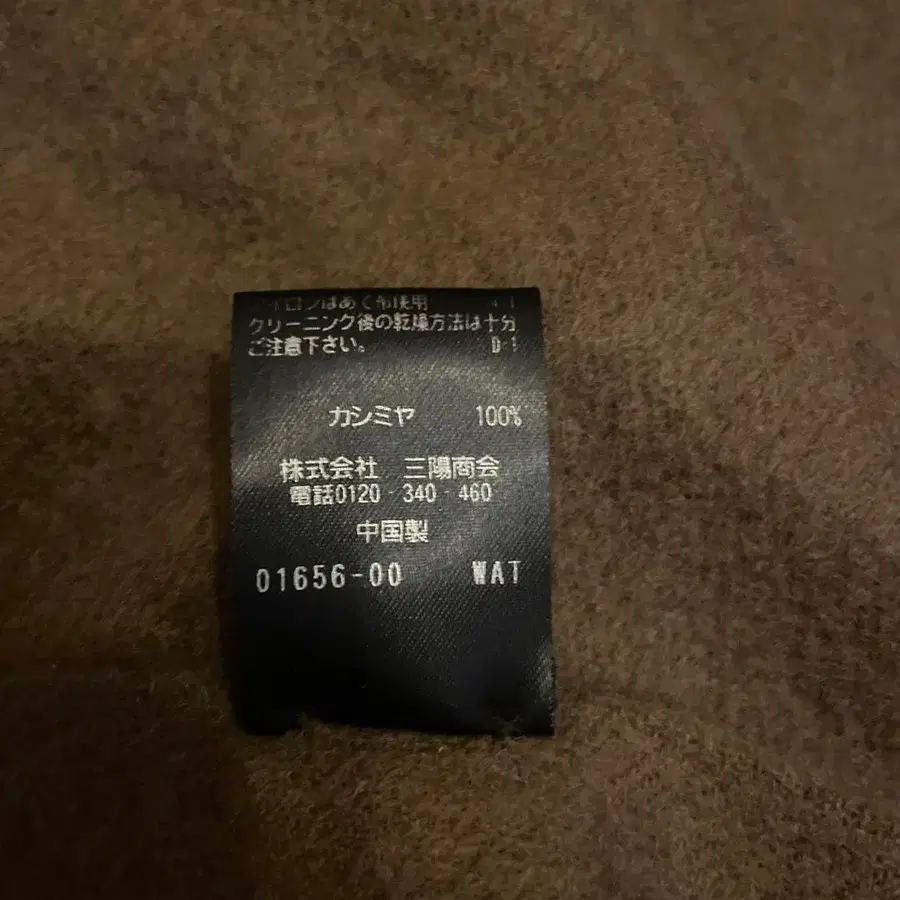 アイロンはあて布使用
クリーニング後の乾燥方法は十分
ご注意下さい。 D-1
カシミヤ 100%
株式会社 三陽商会
電話0120-340-460
中国製
01656-00 WAT